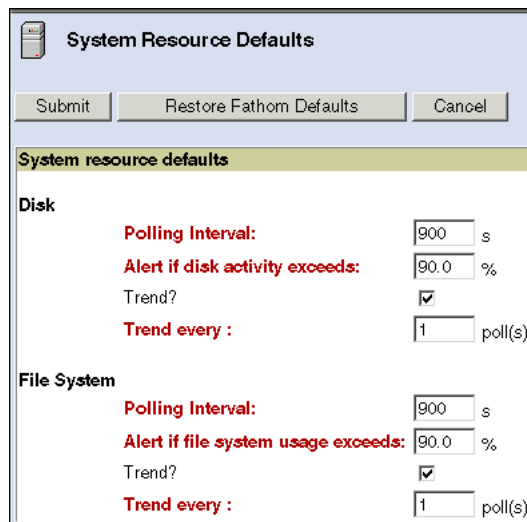 System Resource Defaults
Submit Restore Fathom Defaults Cancel
System resource defaults
Disk
Polling Interval: 900 s
Alert if disk activity exceeds: 90.0 %
Trend?
Trend every : 1 poll(s)
File System
Polling Interval: 900 s
Alert if file system usage exceeds: 90.0 %
Trend?
Trend every : 1 poll(s)